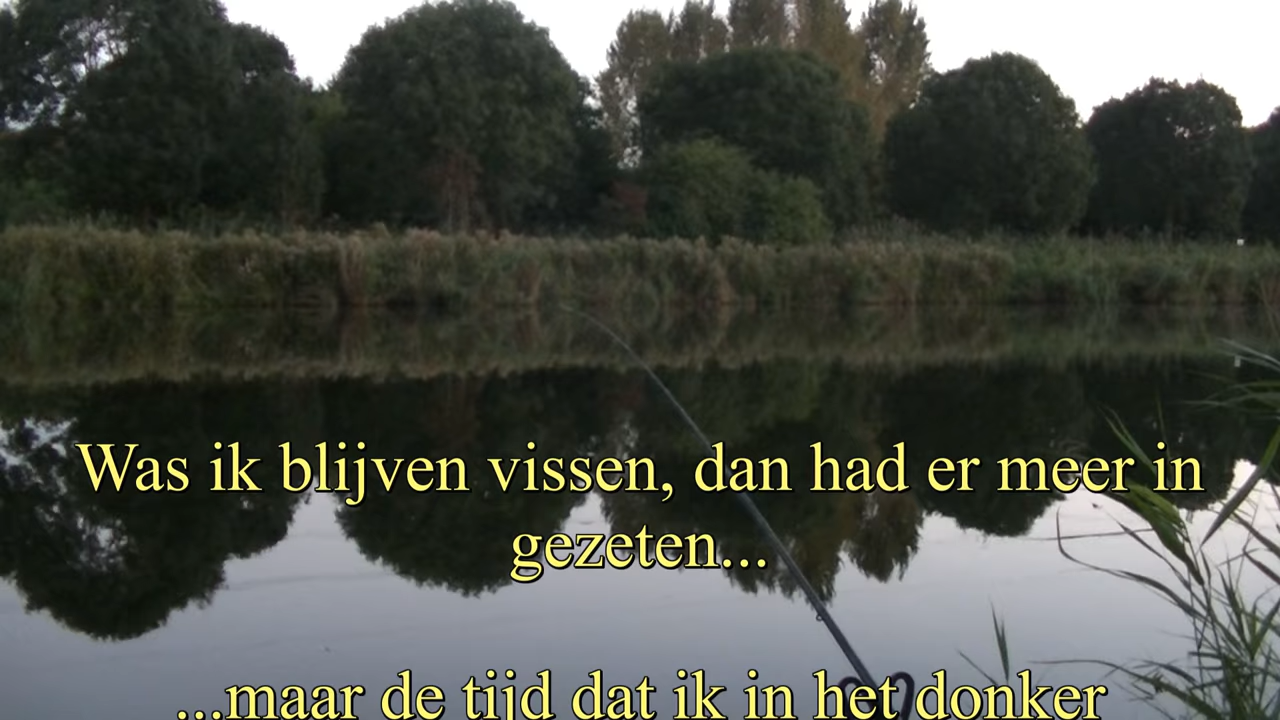 Was ik blijven vissen, dan had er meer in
gezeten...
...maar de tijd dat ik in het donker